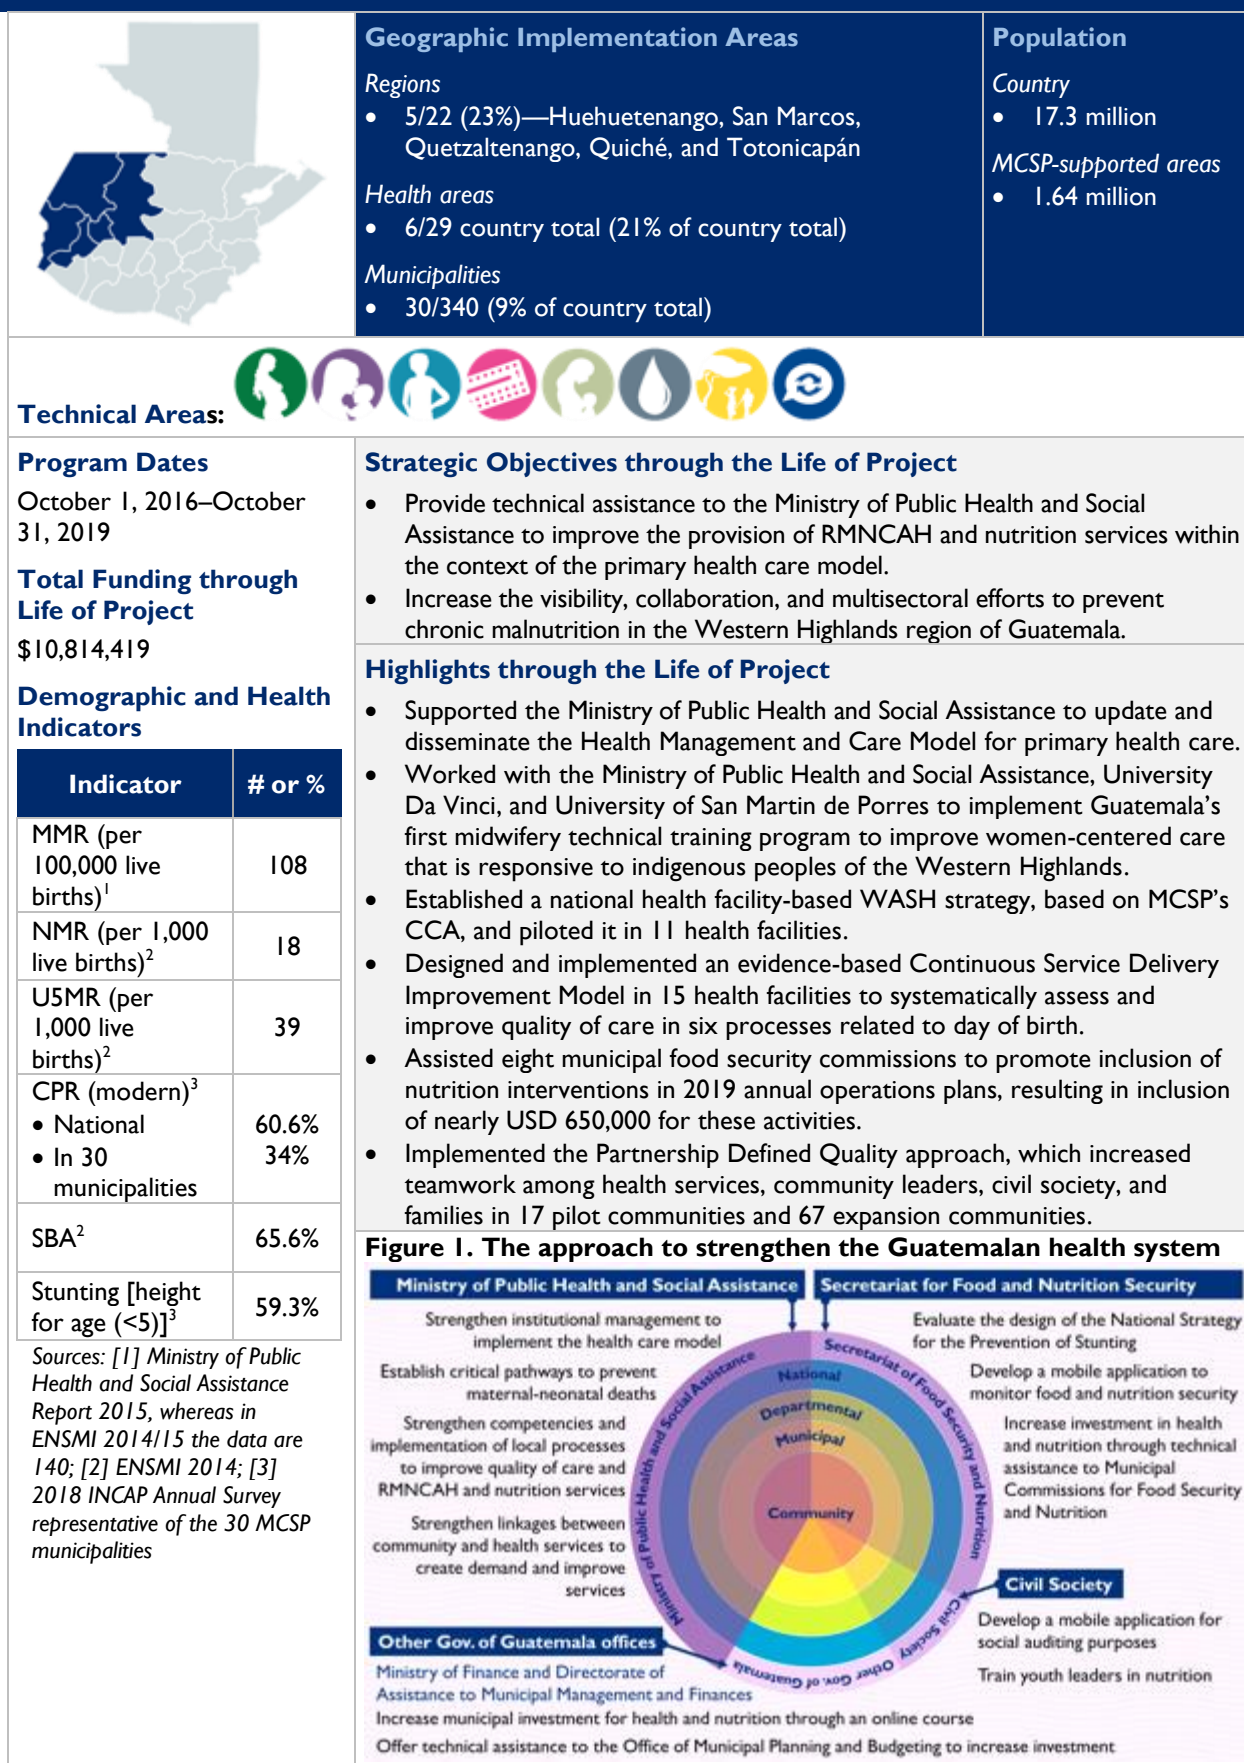 Geographic Implementation Areas
Regions
• 5/22 (23%)—Huehuetenango, San Marcos,
Quetzaltenango, Quiché, and Totonicapán
Health areas
• 6/29 country total (21% of country total)
Municipalities
• 30/340 (9% of country total)
Population
Country
• 17.3 million
MCSP-supported areas
• 1.64 million
Technical Areas:
Program Dates
October 1, 2016–October
31, 2019
Total Funding through
Life of Project
$10,814,419
Demographic and Health
Indicators
Indicator # or %
MMR (per
100,000 live
births)1
108
NMR (per 1,000
live births)2
18
U5MR (per
1,000 live
births)2
39
CPR (modern)3
• National 60.6%
• In 30 34%
municipalities
SBA2 65.6%
Stunting [height
for age (<5)]3
59.3%
Sources: [1] Ministry of Public
Health and Social Assistance
Report 2015, whereas in
ENSMI 2014/15 the data are
140; [2] ENSMI 2014; [3]
2018 INCAP Annual Survey
representative of the 30 MCSP
municipalities
Strategic Objectives through the Life of Project
• Provide technical assistance to the Ministry of Public Health and Social
Assistance to improve the provision of RMNCAH and nutrition services within
the context of the primary health care model.
• Increase the visibility, collaboration, and multisectoral efforts to prevent
chronic malnutrition in the Western Highlands region of Guatemala.
Highlights through the Life of Project
• Supported the Ministry of Public Health and Social Assistance to update and
disseminate the Health Management and Care Model for primary health care.
• Worked with the Ministry of Public Health and Social Assistance, University
Da Vinci, and University of San Martin de Porres to implement Guatemala's
first midwifery technical training program to improve women-centered care
that is responsive to indigenous peoples of the Western Highlands.
• Established a national health facility-based WASH strategy, based on MCSP's
CCA, and piloted it in 11 health facilities.
• Designed and implemented an evidence-based Continuous Service Delivery
Improvement Model in 15 health facilities to systematically assess and
improve quality of care in six processes related to day of birth.
• Assisted eight municipal food security commissions to promote inclusion of
nutrition interventions in 2019 annual operations plans, resulting in inclusion
of nearly USD 650,000 for these activities.
• Implemented the Partnership Defined Quality approach, which increased
teamwork among health services, community leaders, civil society, and
families in 17 pilot communities and 67 expansion communities.
Figure 1. The approach to strengthen the Guatemalan health system
Ministry of Public Health and Social Assistance
Strengthen institutional management to
implement the health care model
Establish critical pathways to prevent
maternal-neonatal deaths
Strengthen competencies and
implementation of local processes
to improve quality of care and
RMNCAH and nutrition services
Strengthen linkages between
community and health services to
create demand and improve
services
Secretariat for Food and Nutrition Security
Evaluate the design of the National Strategy
for the Prevention of Stunting
Develop a mobile application to
monitor food and nutrition security
Increase investment in health
and nutrition through technical
assistance to Municipal
Commissions for Food Security
and Nutrition
Ministry of Public Health and Social Assistance
Secretariat of Food Security and Nutrition
Civil Society
Other Gov. of Guatemala
National
Departmental
Municipal
Community
Civil Society
Develop a mobile application for
social auditing purposes
Train youth leaders in nutrition
Other Gov. of Guatemala offices
Ministry of Finance and Directorate of
Assistance to Municipal Management and Finances
Increase municipal investment for health and nutrition through an online course
Offer technical assistance to the Office of Municipal Planning and Budgeting to increase investment